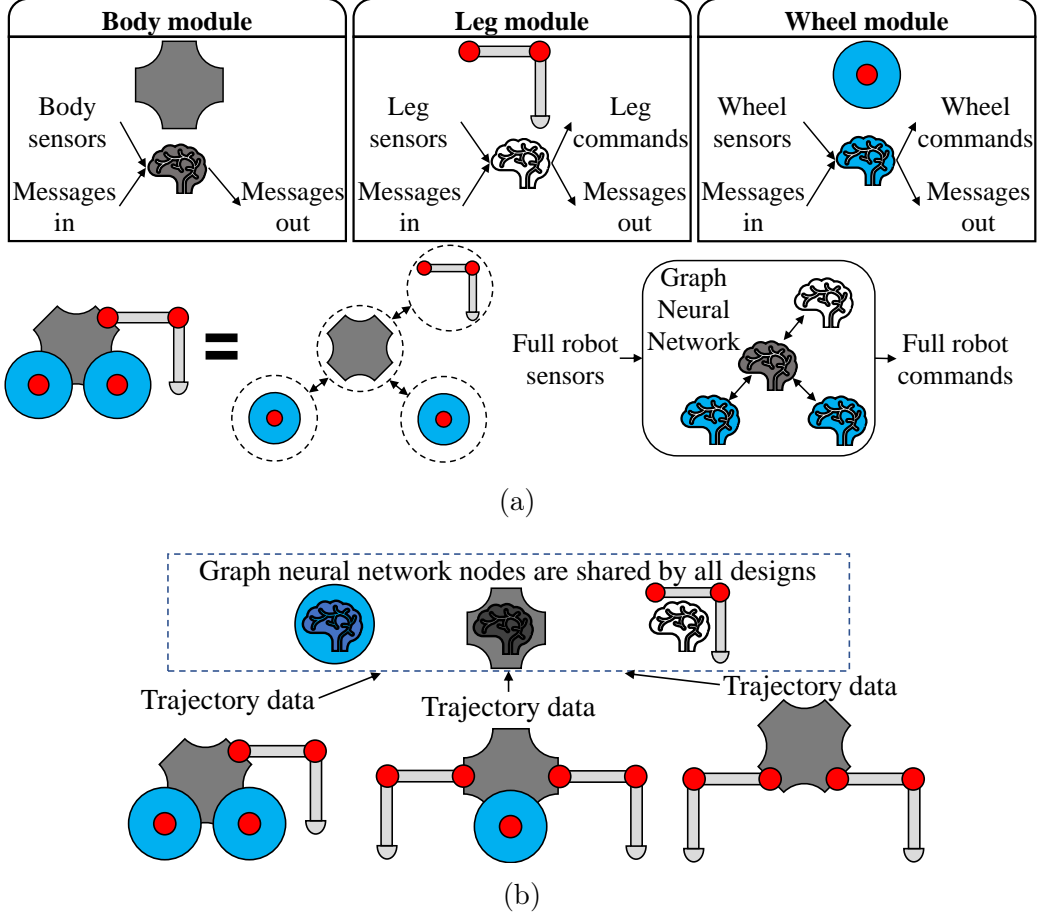 Body module
Leg module
Wheel module
Body
sensors
Messages
in
Messages
out
Leg
sensors
Leg
commands
Messages
in
Messages
out
Wheel
sensors
Wheel
commands
Messages
in
Messages
out
=
Full robot
sensors
Graph
Neural
Network
Full robot
commands
(a)
Graph neural network nodes are shared by all designs
Trajectory data
Trajectory data
Trajectory data
(b)